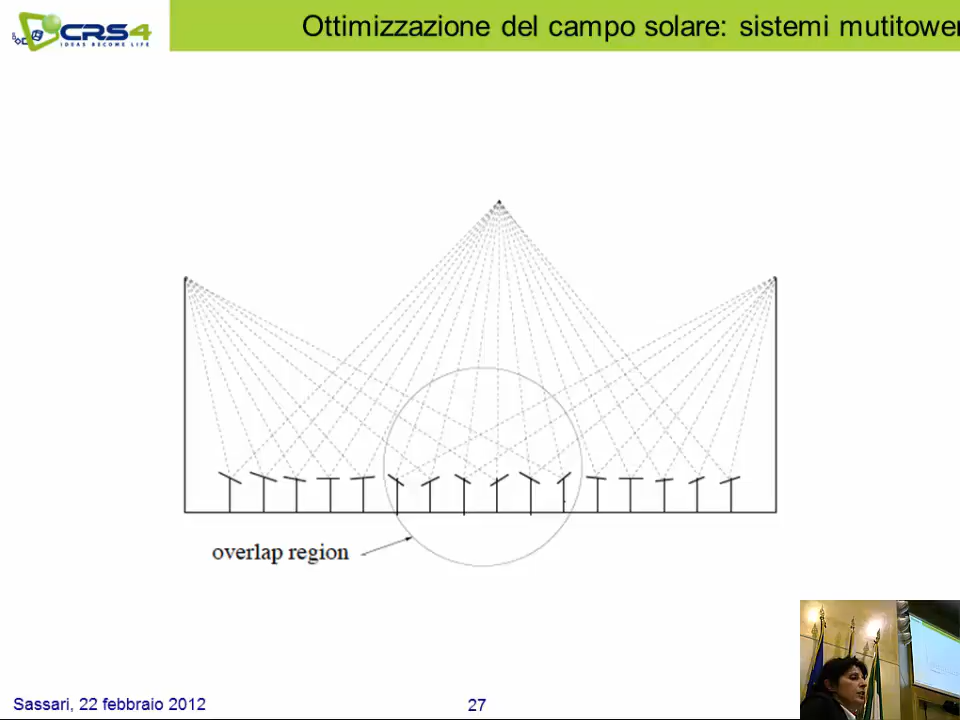 CRS4
IDEAS BECOME LIFE
Ottimizzazione del campo solare: sistemi mutitower
overlap region
Sassari, 22 febbraio 2012
27